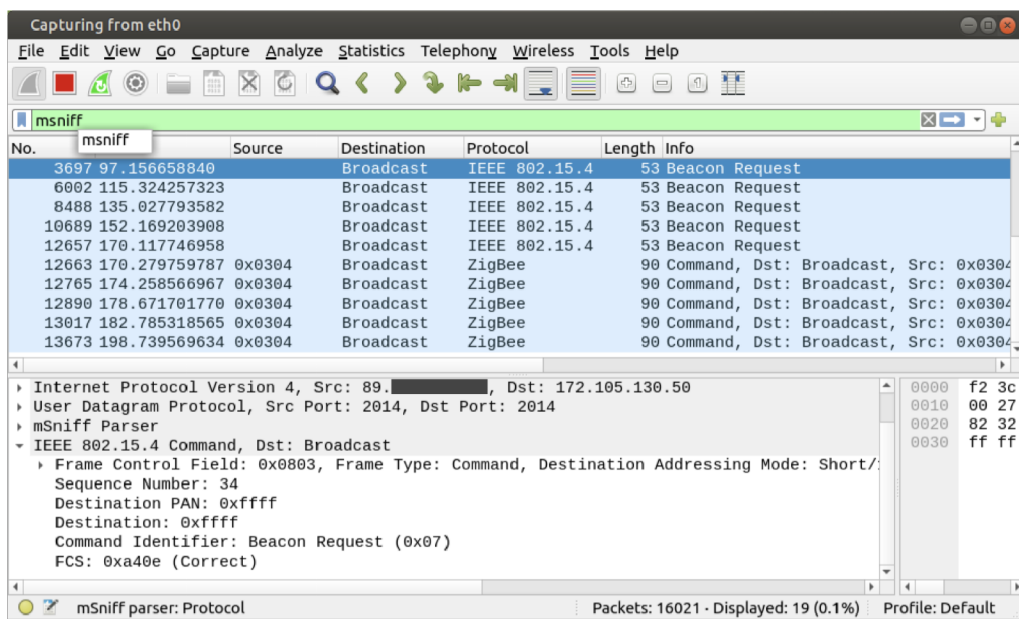 Capturing from eth0
File Edit View Go Capture Analyze Statistics Telephony Wireless Tools Help
msniff
msniff
No. Source Destination Protocol Length Info
3697 97.156658840 Broadcast IEEE 802.15.4 53 Beacon Request
6002 115.324257323 Broadcast IEEE 802.15.4 53 Beacon Request
8488 135.027793582 Broadcast IEEE 802.15.4 53 Beacon Request
10689 152.169203908 Broadcast IEEE 802.15.4 53 Beacon Request
12657 170.117746958 Broadcast IEEE 802.15.4 53 Beacon Request
12663 170.279759787 0x0304 Broadcast ZigBee 90 Command, Dst: Broadcast, Src: 0x0304
12765 174.258566967 0x0304 Broadcast ZigBee 90 Command, Dst: Broadcast, Src: 0x0304
12890 178.671701770 0x0304 Broadcast ZigBee 90 Command, Dst: Broadcast, Src: 0x0304
13017 182.785318565 0x0304 Broadcast ZigBee 90 Command, Dst: Broadcast, Src: 0x0304
13673 198.739569634 0x0304 Broadcast ZigBee 90 Command, Dst: Broadcast, Src: 0x0304
Internet Protocol Version 4, Src: 89. , Dst: 172.105.130.50
User Datagram Protocol, Src Port: 2014, Dst Port: 2014
mSniff Parser
IEEE 802.15.4 Command, Dst: Broadcast
Frame Control Field: 0x0803, Frame Type: Command, Destination Addressing Mode: Short/
Sequence Number: 34
Destination PAN: 0xffff
Destination: 0xffff
Command Identifier: Beacon Request (0x07)
FCS: 0xa40e (Correct)
0000 f2 3c
0010 00 27
0020 82 32
0030 ff ff
mSniff parser: Protocol Packets: 16021 · Displayed: 19 (0.1%) Profile: Default